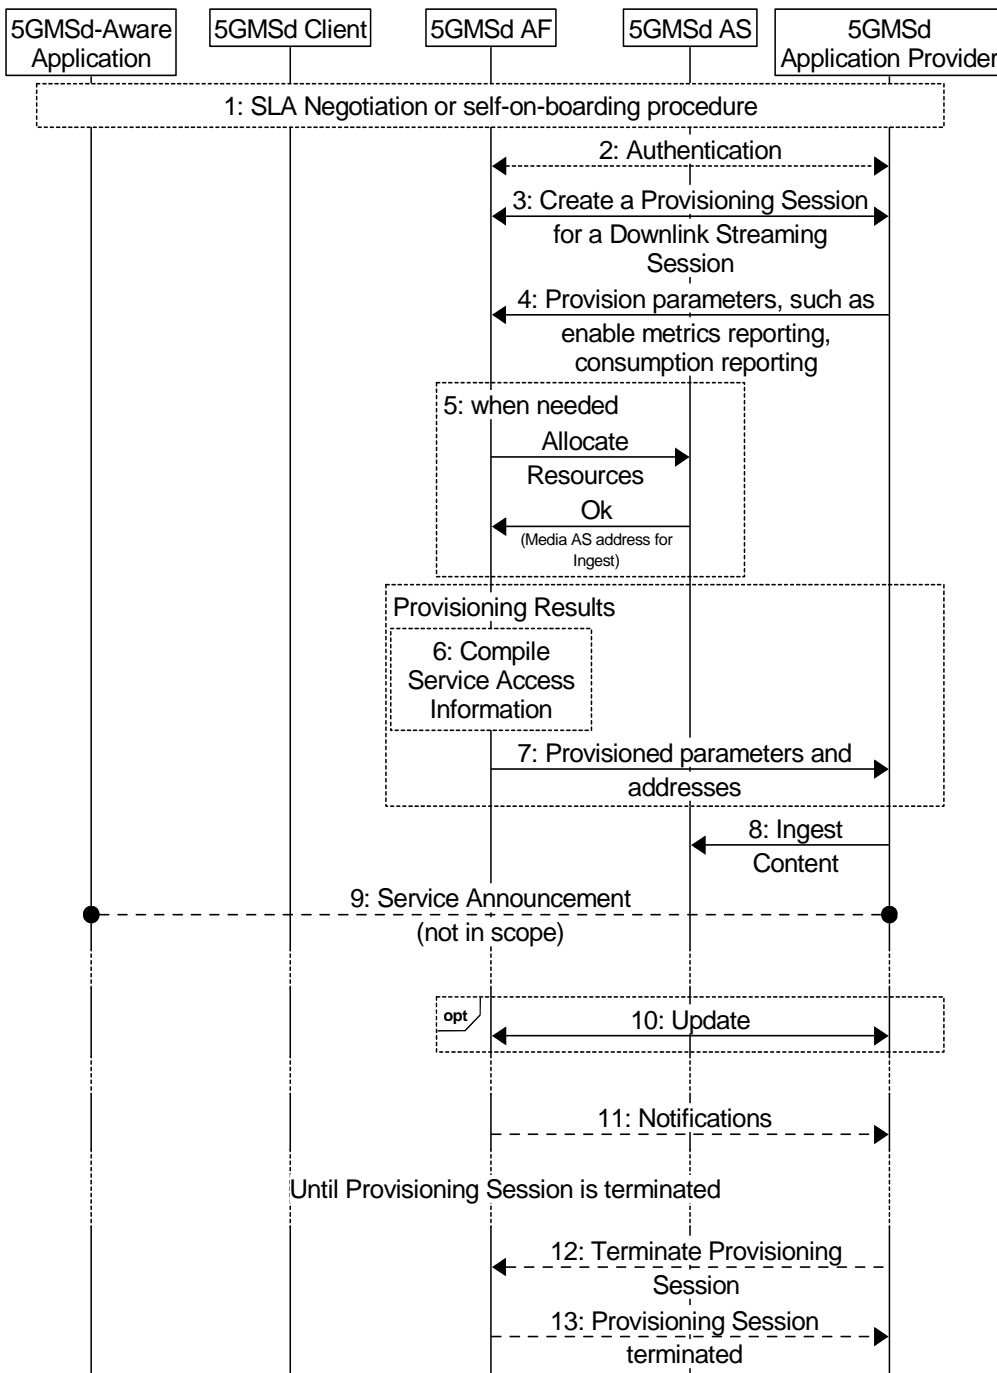 5GMSd-Aware
Application
5GMSd Client
5GMSd AF
5GMSd AS
5GMSd
Application Provider
1: SLA Negotiation or self-on-boarding procedure
2: Authentication
3: Create a Provisioning Session
for a Downlink Streaming
Session
4: Provision parameters, such as
enable metrics reporting,
consumption reporting
5: when needed
Allocate
Resources
Ok
(Media AS address for
Ingest)
Provisioning Results
6: Compile
Service Access
Information
7: Provisioned parameters and
addresses
8: Ingest
Content
9: Service Announcement
(not in scope)
opt
10: Update
11: Notifications
Until Provisioning Session is terminated
12: Terminate Provisioning
Session
13: Provisioning Session
terminated